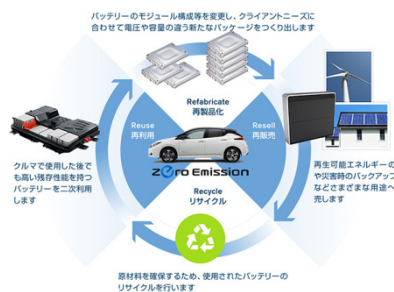 バッテリーのモジュール構成等を変更し、クライアントニーズに
合わせて電圧や容量の違う新たなパッケージをつくり出します
Refabricate
再製品化
Reuse
再利用
Resell
再販売
Zero Emission
Recycle
リサイクル
クルマで使用した後で
も高い残存性能を持つ
バッテリーを二次利用
します
再生可能エネルギーの
や災害時のバックアップ
などさまざまな用途へ
売します
原材料を確保するため、使用されたバッテリーの
リサイクルを行います